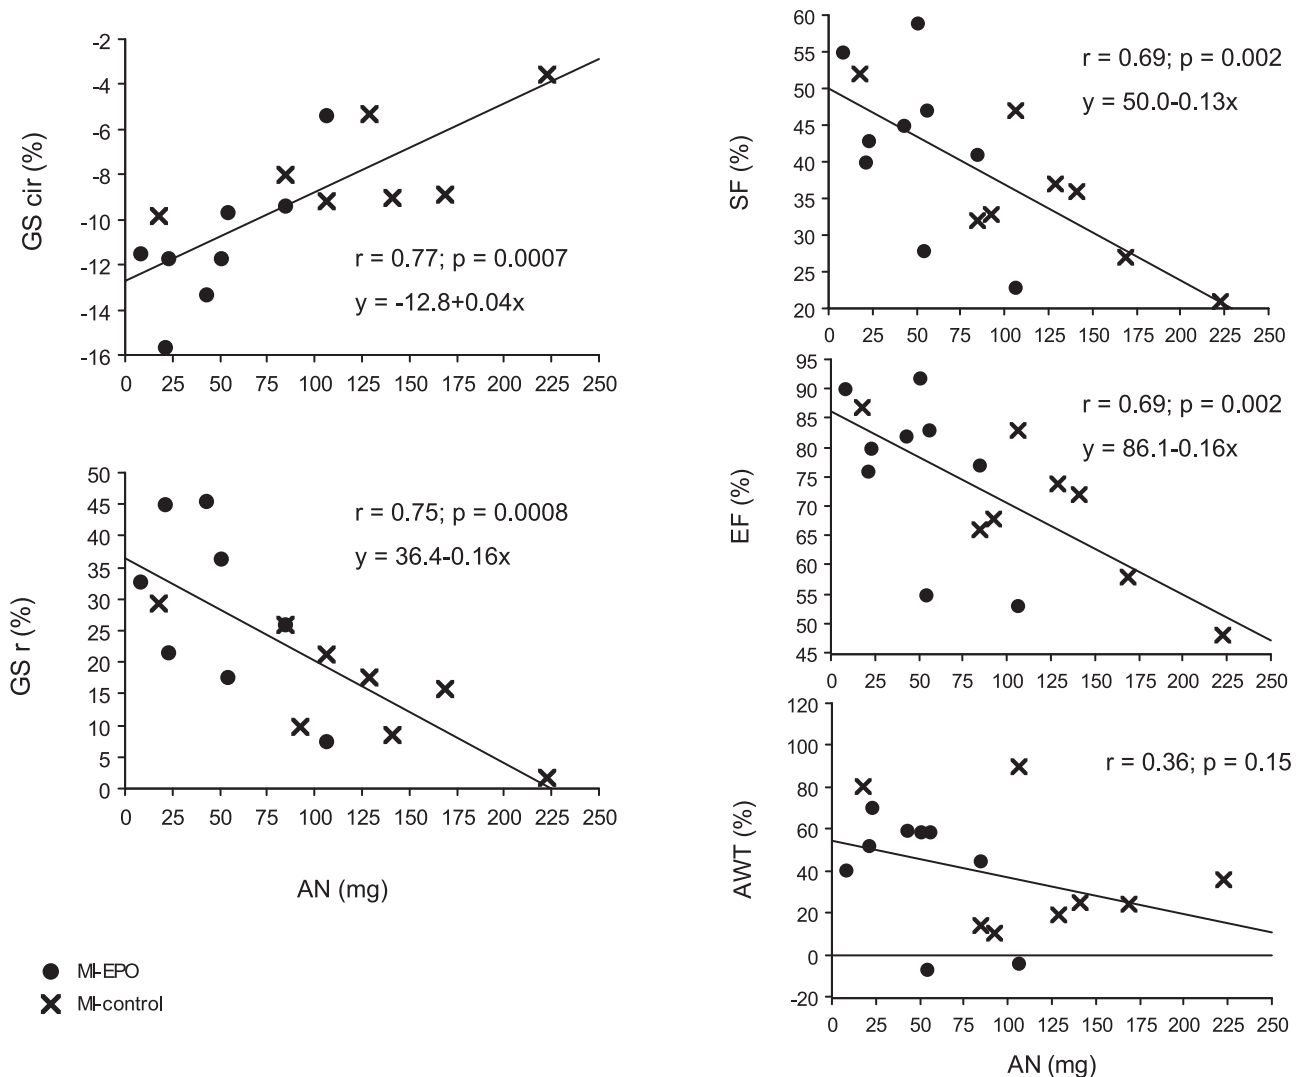 -2
-4
-6
-8
-10
-12
-14
-16
GS cir (%)
r = 0.77; p = 0.0007
y = -12.8+0.04x
0 25 50 75 100 125 150 175 200 225 250
50
45
40
35
30
25
20
15
10
5
0
GS r (%)
r = 0.75; p = 0.0008
y = 36.4-0.16x
0 25 50 75 100 125 150 175 200 225 250
AN (mg)
MI-EPO
MI-control
60
55
50
45
40
35
30
25
20
SF (%)
r = 0.69; p = 0.002
y = 50.0-0.13x
0 25 50 75 100 125 150 175 200 225 250
95
90
85
80
75
70
65
60
55
50
45
EF (%)
r = 0.69; p = 0.002
y = 86.1-0.16x
0 25 50 75 100 125 150 175 200 225 250
120
100
80
60
40
20
0
-20
AWT (%)
r = 0.36; p = 0.15
0 25 50 75 100 125 150 175 200 225 250
AN (mg)